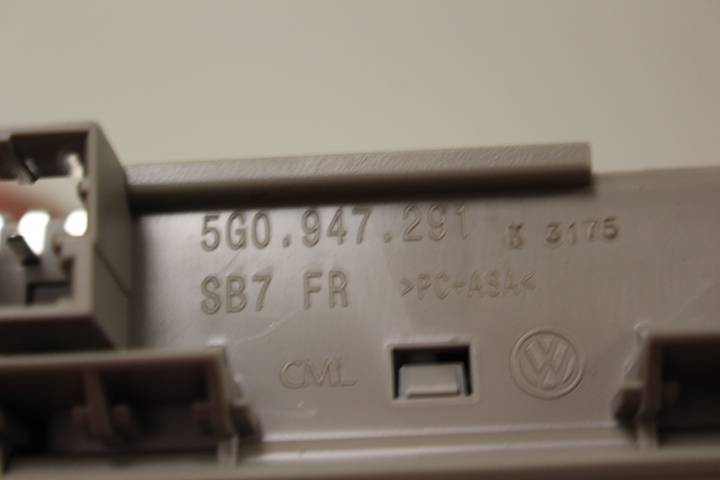 5G0.947.291 K 3175
SB7 FR >PC-ASA<
CML